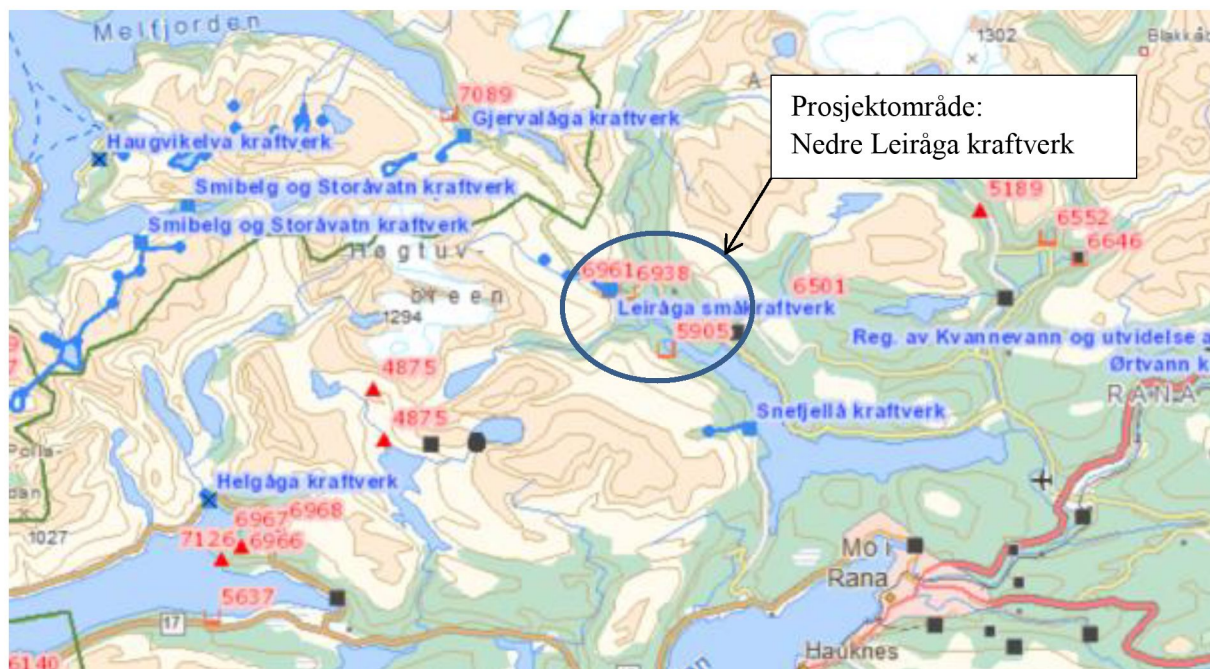 Melfjorden
1302
Blakkåb
7089
Gjervalåga kraftverk
Prosjektområde:
Nedre Leiråga kraftverk
Haugvikelva kraftverk
Smibelg og Storåvatn kraftverk
5189
6552
6646
Smibelg og Storåvatn kraftverk
Høgtuv-
breen
6961
6938
6501
Leiråga småkraftverk
1294
5905
Reg. av Kvannevann og utvidelse a
Ørtvann k
4875
RANA
4875
Snefjellå kraftverk
Helgåga kraftverk
6967
6968
1027
7126
6966
Mo i
Rana
5637
17
Hauknes
6140